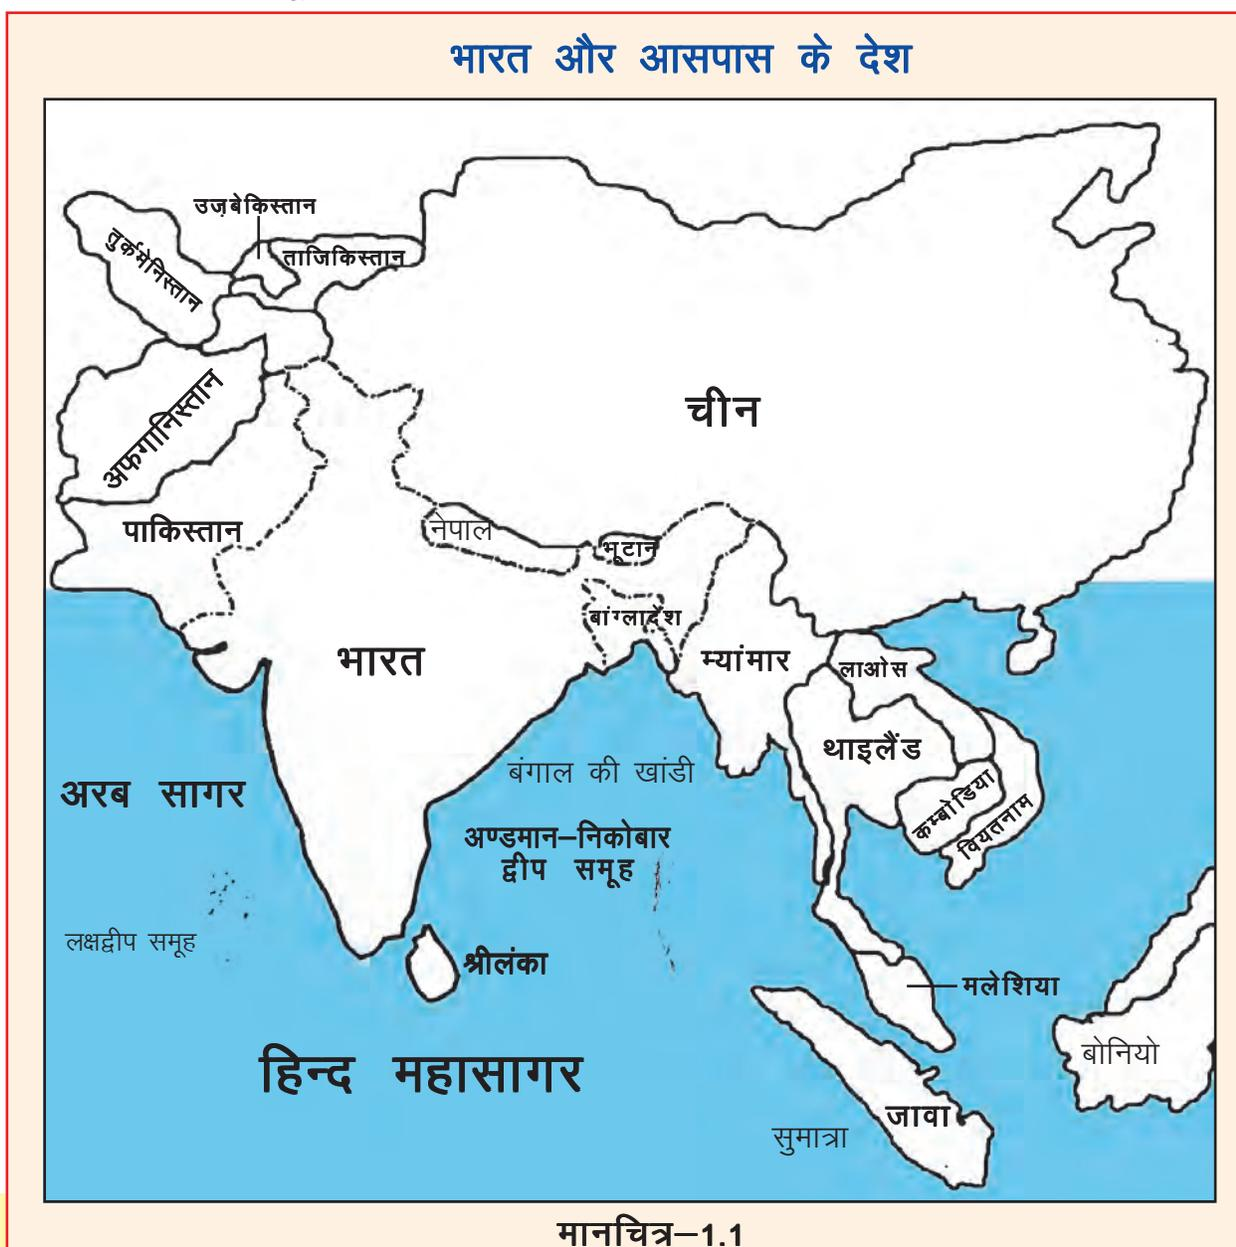 भारत और आसपास के देश
उज़बेकिस्तान
तुर्कमेनिस्तान
ताजिकिस्तान
अफगानिस्तान
चीन
पाकिस्तान
नेपाल
भूटान
बांग्लादेश
भारत
म्यांमार
लाओस
थाइलैंड
बंगाल की खांडी
अरब सागर
कम्बोडिया
वियतनाम
अण्डमान–निकोबार
द्वीप समूह
लक्षद्वीप समूह
श्रीलंका
मलेशिया
हिन्द महासागर
बोनियो
जावा
सुमात्रा
मानचित्र–1.1